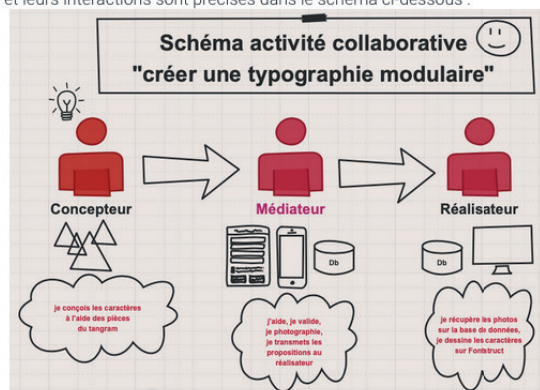 et leurs interactions sont précisés dans le schéma ci-dessous :
Schéma activité collaborative
"créer une typographie modulaire"
Concepteur
Médiateur
Réalisateur
Db
Db
je conçois les caractères
à l'aide des pièces
du tangram
j'aide, je valide,
je photographie,
je transmets les
propositions au
réalisateur
je récupère les photos
sur la base de données,
je dessine les caractères
sur Fontstruct